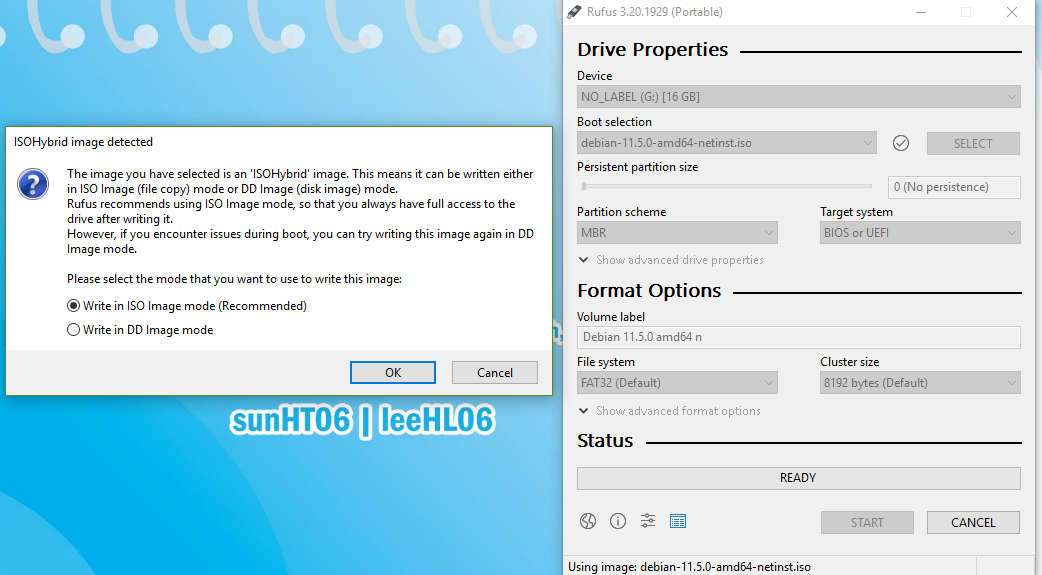 ISOHybrid image detected
The image you have selected is an 'ISOHybrid' image. This means it can be written either
in ISO Image (file copy) mode or DD Image (disk image) mode.
Rufus recommends using ISO Image mode, so that you always have full access to the
drive after writing it.
However, if you encounter issues during boot, you can try writing this image again in DD
Image mode.
Please select the mode that you want to use to write this image:
Write in ISO Image mode (Recommended)
Write in DD Image mode
OK
Cancel
sunHT06 | leeHL06
Rufus 3.20.1929 (Portable)
Drive Properties
Device
NO_LABEL (G:) [16 GB]
Boot selection
debian-11.5.0-amd64-netinst.iso
SELECT
Persistent partition size
0 (No persistence)
Partition scheme
Target system
MBR
BIOS or UEFI
Show advanced drive properties
Format Options
Volume label
Debian 11.5.0 amd64 n
File system
Cluster size
FAT32 (Default)
8192 bytes (Default)
Show advanced format options
Status
READY
START
CANCEL
Using image: debian-11.5.0-amd64-netinst.iso